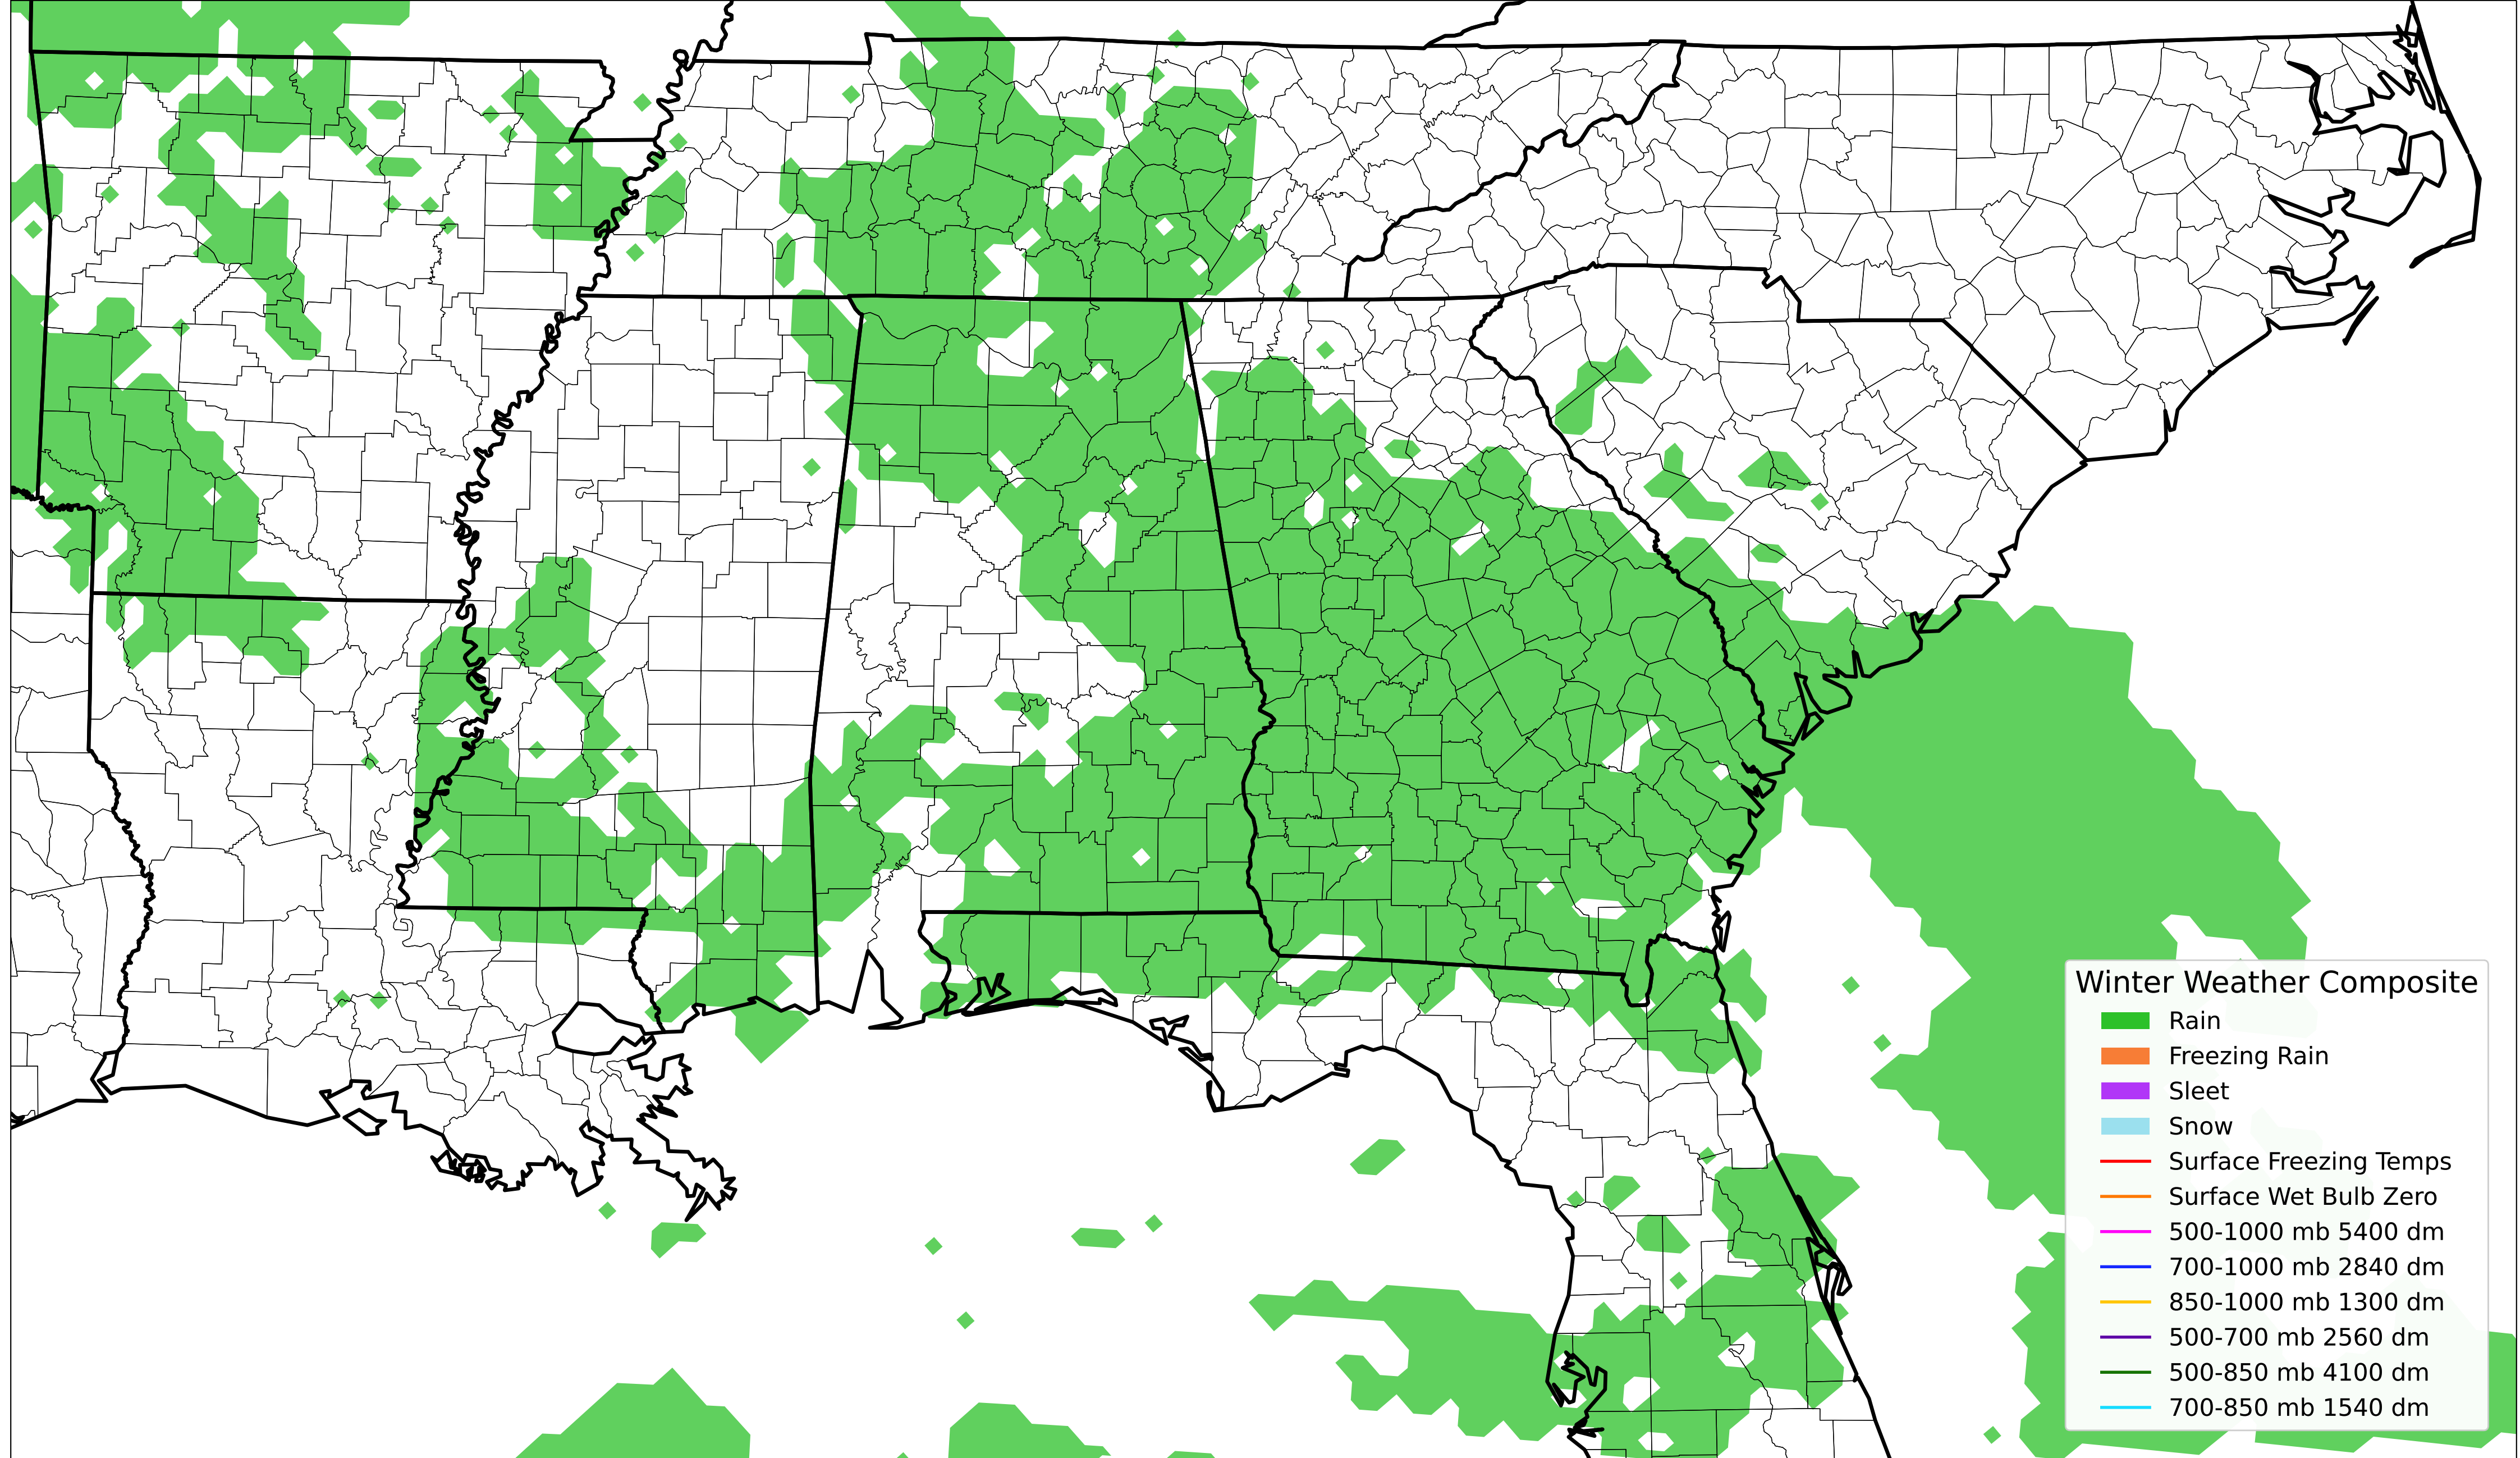 Winter Weather Composite
Rain
Freezing Rain
Sleet
Snow
Surface Freezing Temps
Surface Wet Bulb Zero
500-1000 mb 5400 dm
700-1000 mb 2840 dm
850-1000 mb 1300 dm
500-700 mb 2560 dm
500-850 mb 4100 dm
700-850 mb 1540 dm